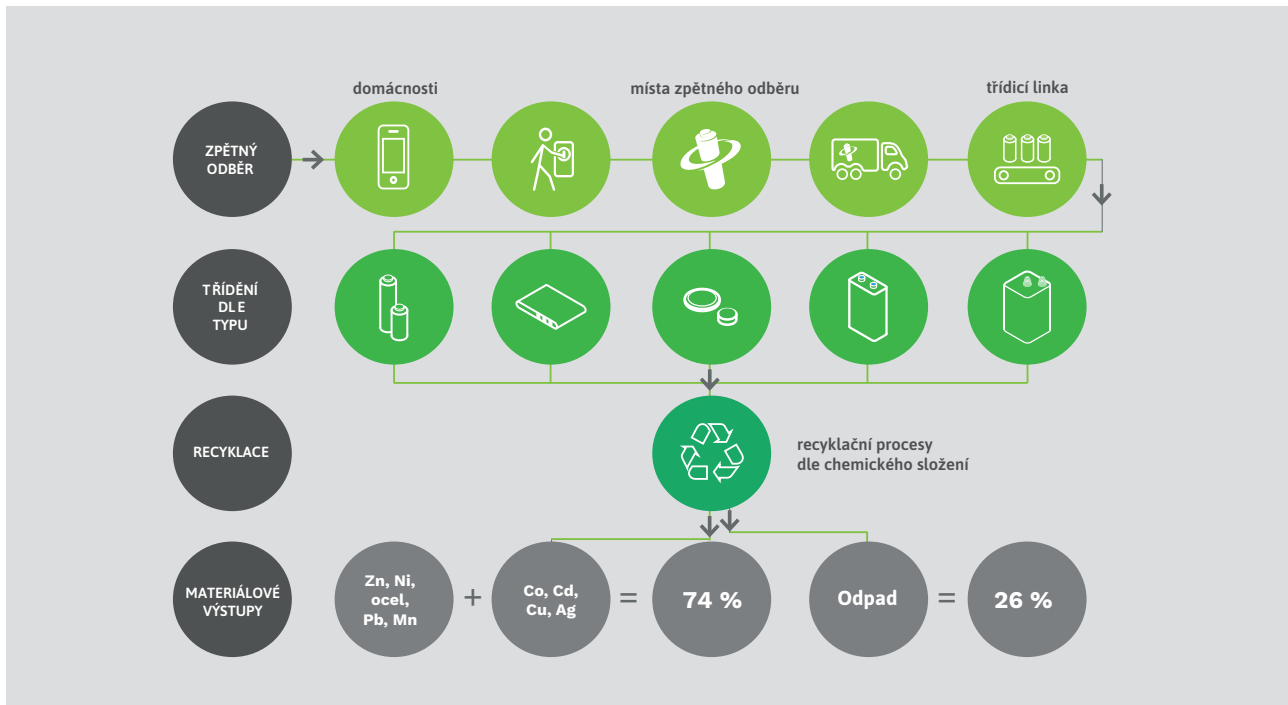 domácnosti
místa zpětného odběru
třídicí linka
ZPĚTNÝ
ODBĚR
TŘÍDĚNÍ
DLE
TYPU
RECYKLACE
recyklační procesy
dle chemického složení
MATERIÁLOVÉ
VÝSTUPY
Zn, Ni,
ocel,
Pb, Mn
+
Co, Cd,
Cu, Ag
=
74 %
Odpad
=
26 %